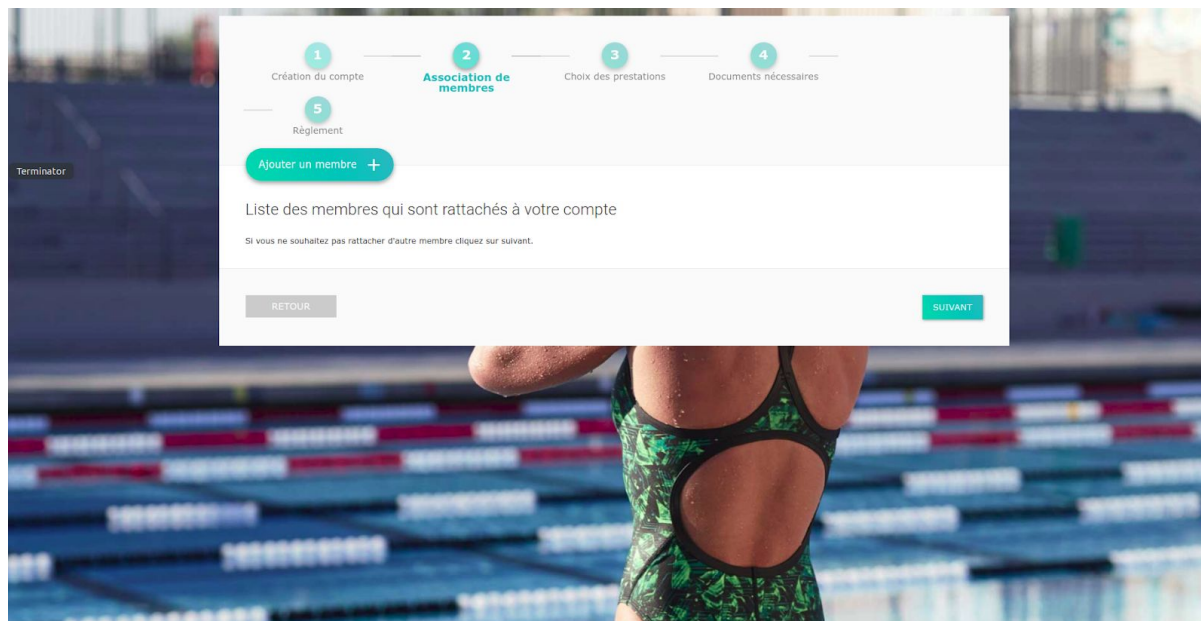 1
Création du compte
2
Association de
membres
3
Choix des prestations
4
Documents nécessaires
5
Règlement
Ajouter un membre +
Terminator
Liste des membres qui sont rattachés à votre compte
Si vous ne souhaitez pas rattacher d'autre membre cliquez sur suivant.
RETOUR
SUIVANT